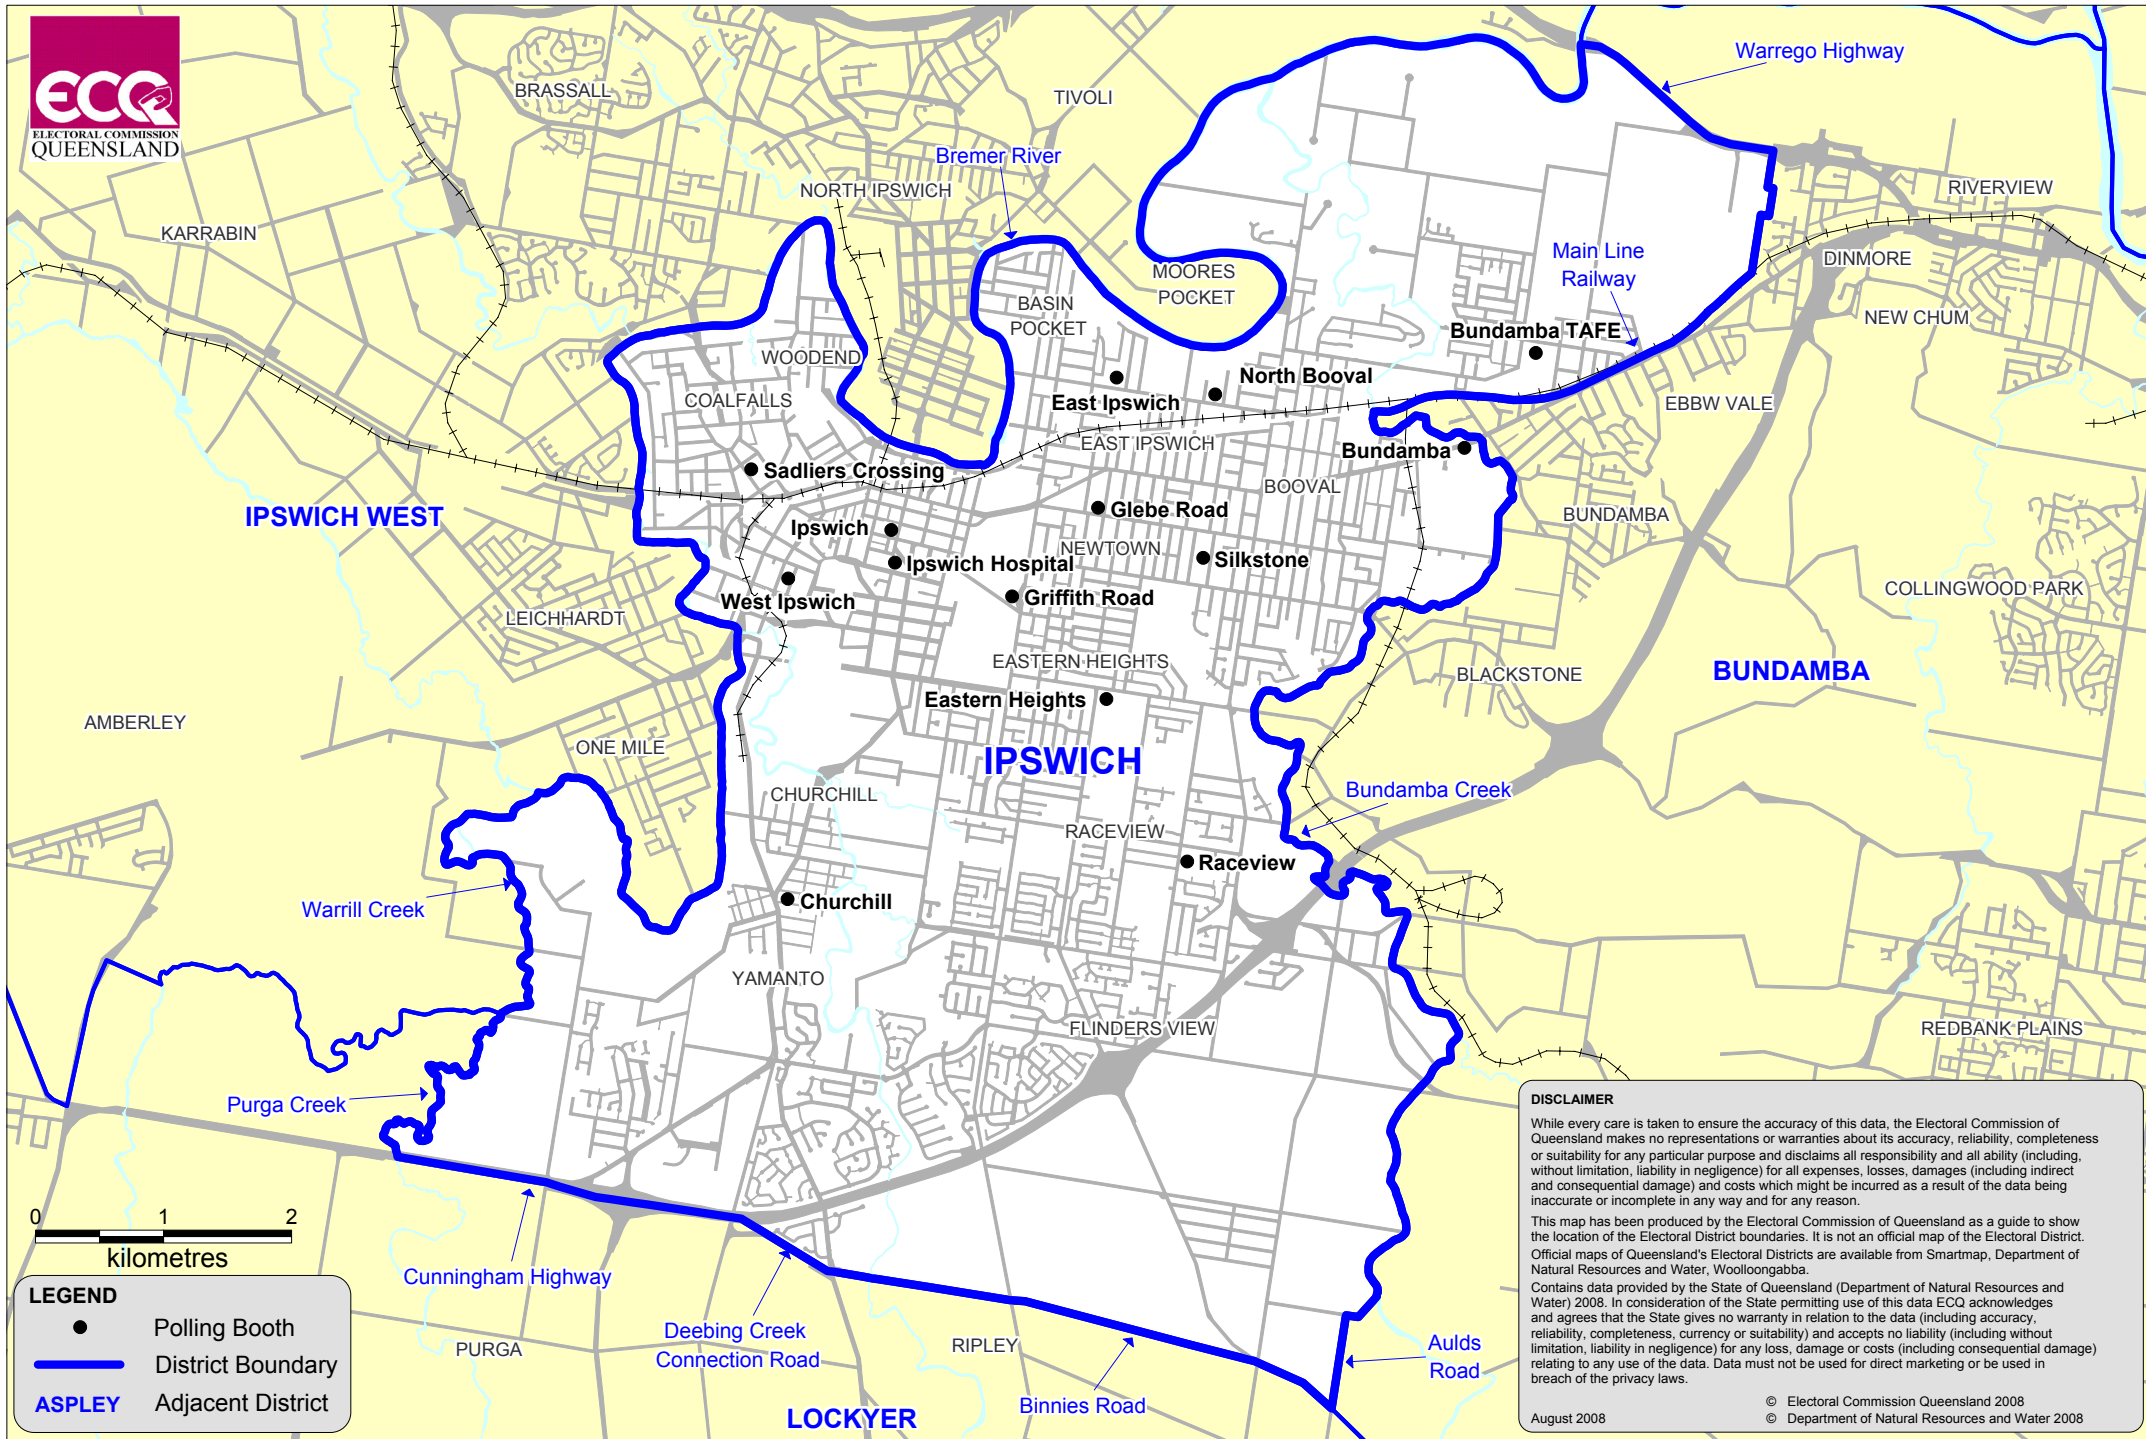 ECQ
ELECTORAL COMMISSION
QUEENSLAND
BRASSALL
TIVOLI
Warrego Highway
Bremer River
NORTH IPSWICH
RIVERVIEW
KARRABIN
Main Line
Railway
DINMORE
MOORES
POCKET
BASIN
POCKET
NEW CHUM
Bundamba TAFE
WOODEND
North Booval
COALFALLS
East Ipswich
EBBW VALE
EAST IPSWICH
Bundamba
Sadliers Crossing
BOOVAL
IPSWICH WEST
Glebe Road
BUNDAMBA
Ipswich
NEWTOWN
Silkstone
Ipswich Hospital
COLLINGWOOD PARK
West Ipswich
Griffith Road
LEICHHARDT
EASTERN HEIGHTS
BLACKSTONE
BUNDAMBA
Eastern Heights
AMBERLEY
ONE MILE
IPSWICH
CHURCHILL
Bundamba Creek
RACEVIEW
Raceview
Warrill Creek
Churchill
YAMANTO
FLINDERS VIEW
REDBANK PLAINS
Purga Creek
Cunningham Highway
Deebing Creek
Connection Road
PURGA
RIPLEY
Binnies Road
Aulds
Road
LOCKYER
0 1 2
kilometres
LEGEND
Polling Booth
District Boundary
ASPLEY Adjacent District
DISCLAIMER
While every care is taken to ensure the accuracy of this data, the Electoral Commission of
Queensland makes no representations or warranties about its accuracy, reliability, completeness
or suitability for any particular purpose and disclaims all responsibility and all ability (including,
without limitation, liability in negligence) for all expenses, losses, damages (including indirect
and consequential damage) and costs which might be incurred as a result of the data being
inaccurate or incomplete in any way and for any reason.
This map has been produced by the Electoral Commission of Queensland as a guide to show
the location of the Electoral District boundaries. It is not an official map of the Electoral District.
Official maps of Queensland's Electoral Districts are available from Smartmap, Department of
Natural Resources and Water, Woolloongabba.
Contains data provided by the State of Queensland (Department of Natural Resources and
Water) 2008. In consideration of the State permitting use of this data ECQ acknowledges
and agrees that the State gives no warranty in relation to the data (including accuracy,
reliability, completeness, currency or suitability) and accepts no liability (including without
limitation, liability in negligence) for any loss, damage or costs (including consequential damage)
relating to any use of the data. Data must not be used for direct marketing or be used in
breach of the privacy laws.
© Electoral Commission Queensland 2008
August 2008 © Department of Natural Resources and Water 2008